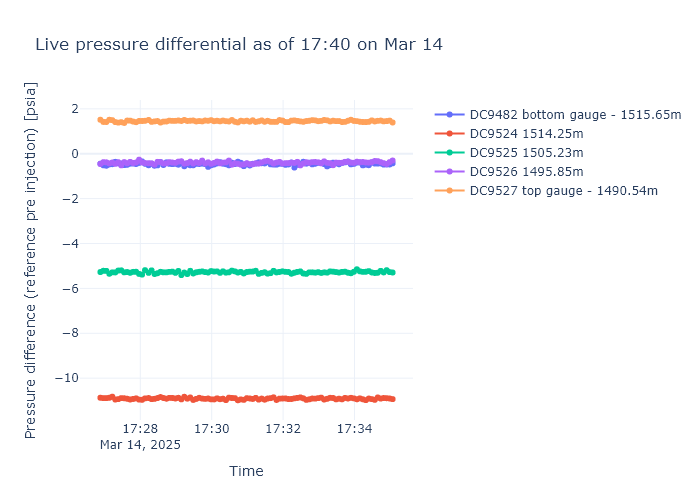 Live pressure differential as of 17:40 on Mar 14
Pressure difference (reference pre injection) [psia]
2
0
−2
−4
−6
−8
−10
17:28
Mar 14, 2025
17:30
17:32
17:34
Time
DC9482 bottom gauge - 1515.65m
DC9524 1514.25m
DC9525 1505.23m
DC9526 1495.85m
DC9527 top gauge - 1490.54m